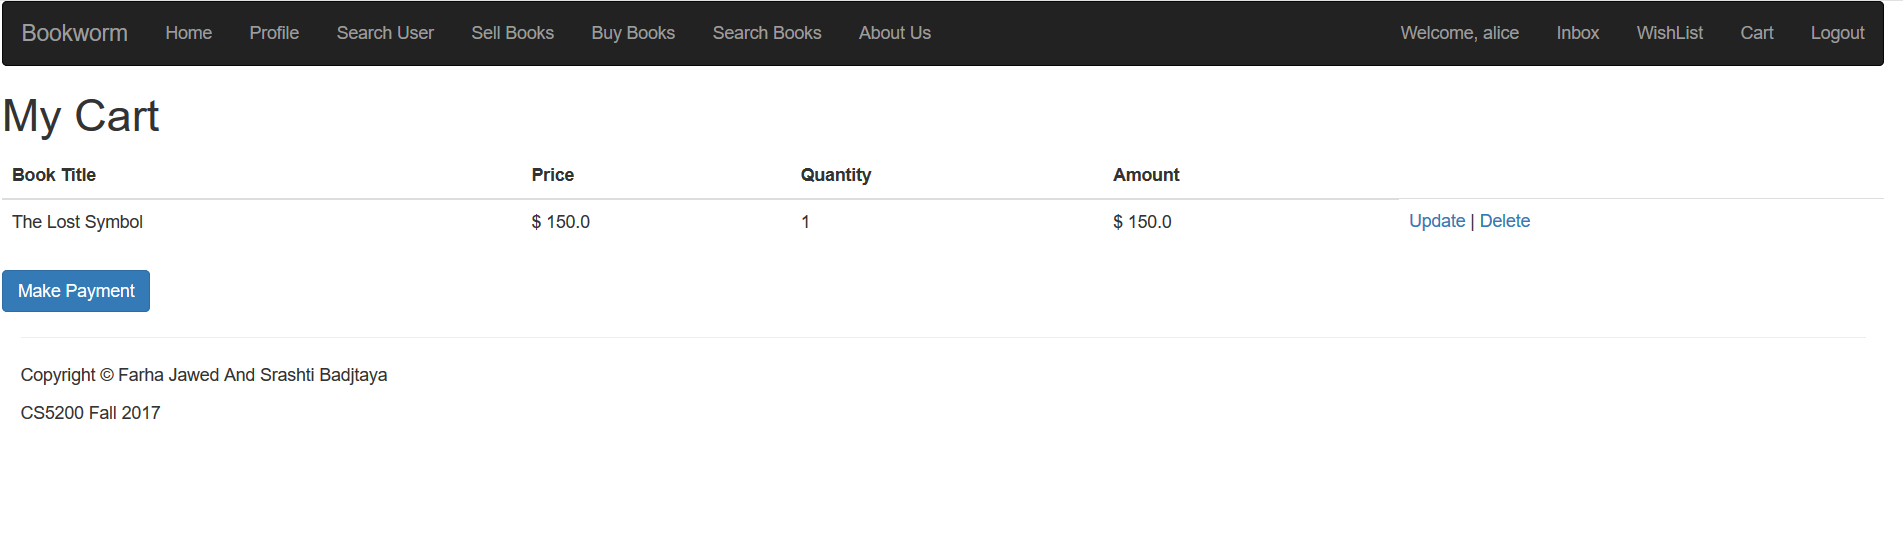 Bookworm Home Profile Search User Sell Books Buy Books Search Books About Us Welcome, alice Inbox WishList Cart Logout
My Cart
Book Title Price Quantity Amount
The Lost Symbol $ 150.0 1 $ 150.0 Update | Delete
Make Payment
Copyright © Farha Jawed And Srashti Badjtaya
CS5200 Fall 2017